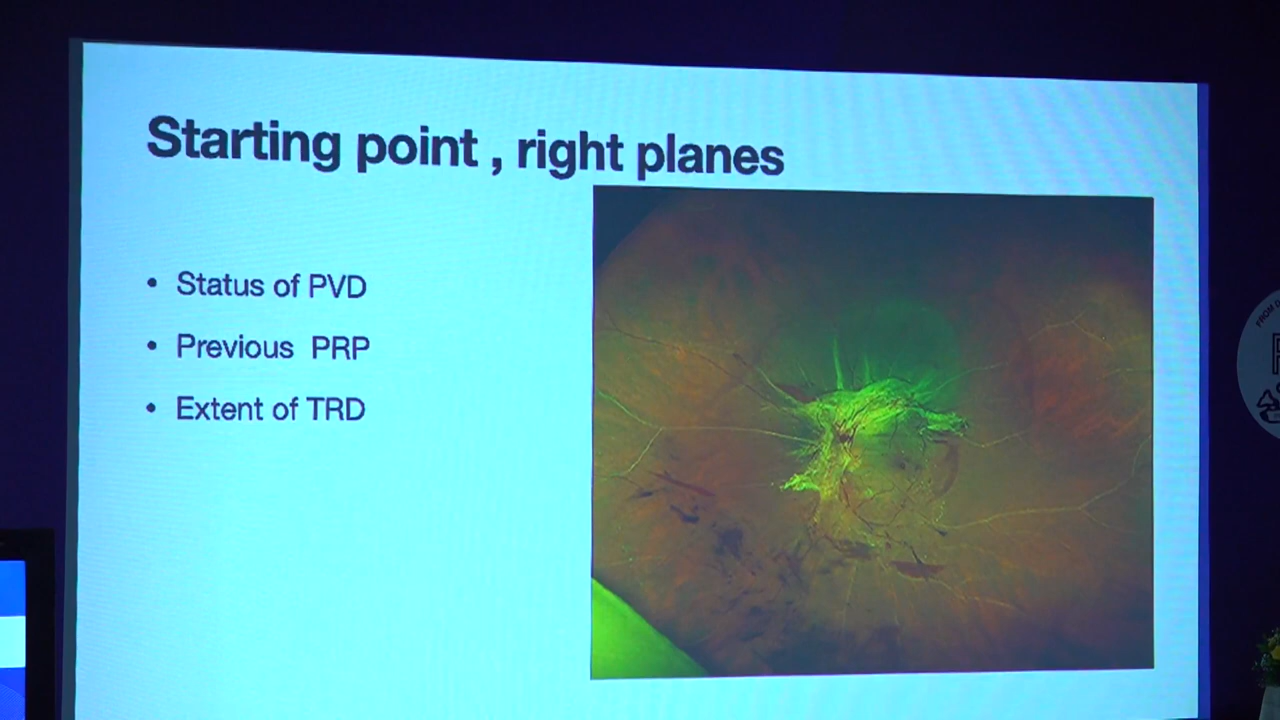 Starting point , right planes
• Status of PVD
• Previous PRP
• Extent of TRD